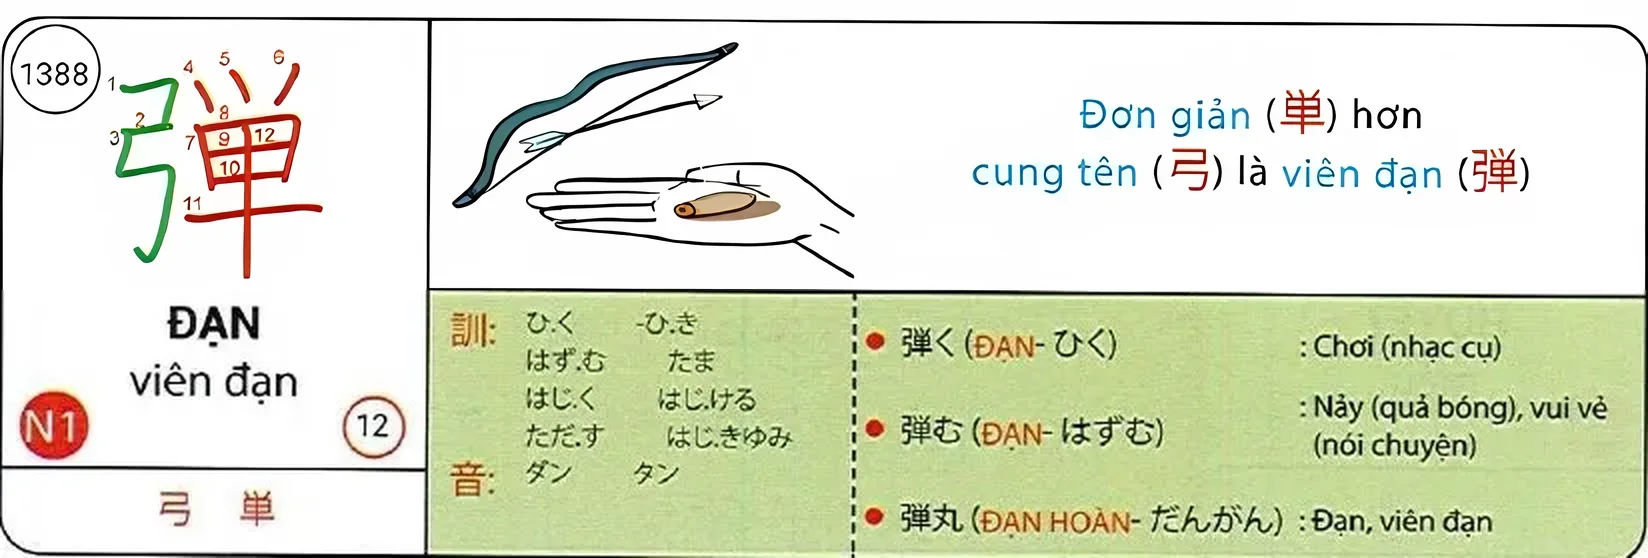 1388
1 2 3 4 5 6 7 8 9 10 11 12
弾
ĐẠN
viên đạn
N1
12
弓 単
Đơn giản (単) hơn
cung tên (弓) là viên đạn (弾)
訓: ひ.く -ひ.き
はず.む たま
はじ.く はじ.ける
ただ.す はじ.きゆみ
音: ダン タン
● 弾く (ĐẠN- ひく) : Chơi (nhạc cụ)
● 弾む (ĐẠN- はずむ) : Nảy (quả bóng), vui vẻ
(nói chuyện)
● 弾丸 (ĐẠN HOÀN- だんがん) : Đạn, viên đạn